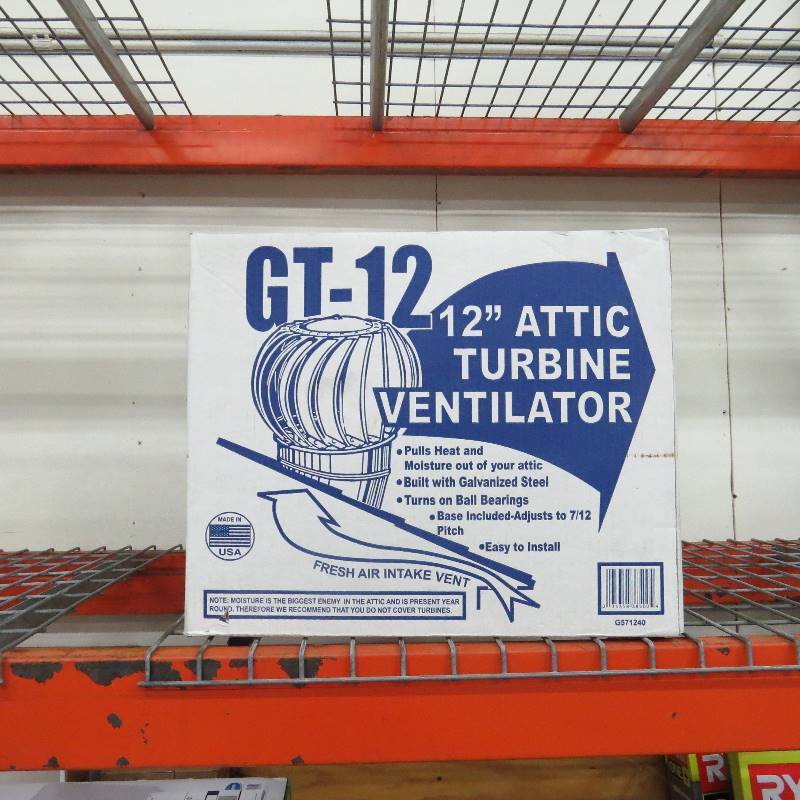 GT-12
12” ATTIC
TURBINE
VENTILATOR
•Pulls Heat and
Moisture out of your attic
•Built with Galvanized Steel
•Turns on Ball Bearings
•Base Included-Adjusts to 7/12
Pitch
•Easy to Install
MADE IN
USA
FRESH AIR INTAKE VENT
NOTE: MOISTURE IS THE BIGGEST ENEMY IN THE ATTIC AND IS PRESENT YEAR
ROUND. THEREFORE WE RECOMMEND THAT YOU DO NOT COVER TURBINES.
G571240
R
RY